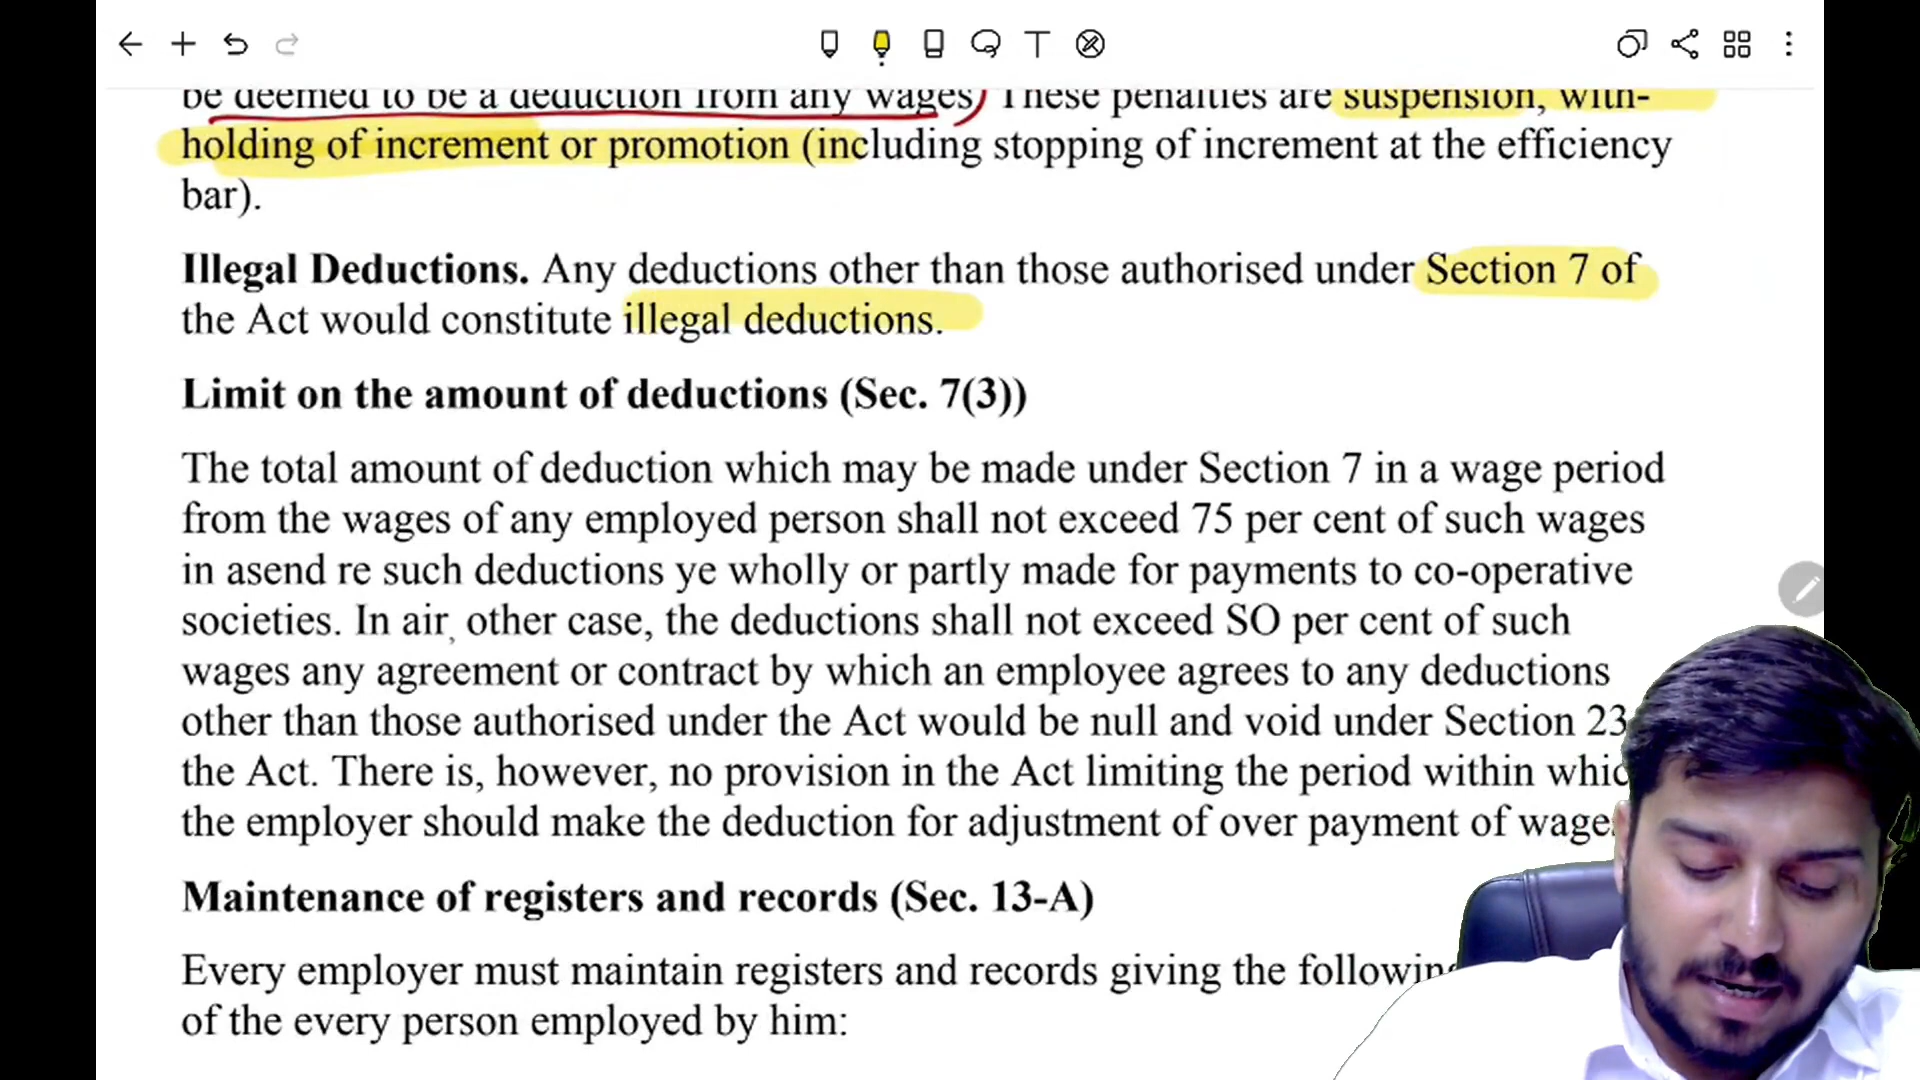 be deemed to be a deduction from any wages) These penalties are suspension, with-
holding of increment or promotion (including stopping of increment at the efficiency
bar).
Illegal Deductions. Any deductions other than those authorised under Section 7 of
the Act would constitute illegal deductions.
Limit on the amount of deductions (Sec. 7(3))
The total amount of deduction which may be made under Section 7 in a wage period
from the wages of any employed person shall not exceed 75 per cent of such wages
in asend re such deductions ye wholly or partly made for payments to co-operative
societies. In air, other case, the deductions shall not exceed SO per cent of such
wages any agreement or contract by which an employee agrees to any deductions
other than those authorised under the Act would be null and void under Section 23
the Act. There is, however, no provision in the Act limiting the period within
the employer should make the deduction for adjustment of over payment of
Maintenance of registers and records (Sec. 13-A)
Every employer must maintain registers and records giving the
of the every person employed by him: